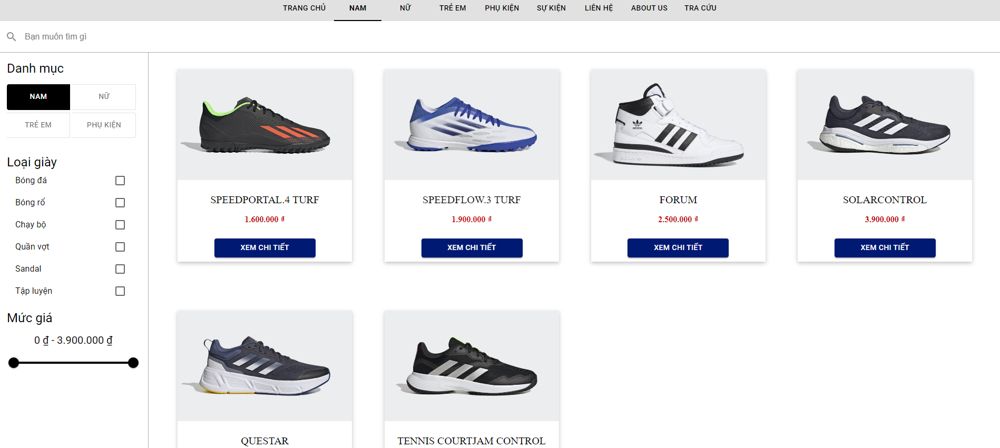 TRANG CHỦ NAM NỮ TRẺ EM PHỤ KIỆN SỰ KIỆN LIÊN HỆ ABOUT US TRA CỨU
Bạn muốn tìm gì
Danh mục
NAM NỮ
TRẺ EM PHỤ KIỆN
Loại giày
Bóng đá
Bóng rổ
Chạy bộ
Quần vợt
Sandal
Tập luyện
Mức giá
0 ₫ - 3.900.000 ₫
adidas
adidas
SPEEDPORTAL.4 TURF SPEEDFLOW.3 TURF FORUM SOLARCONTROL
1.600.000 ₫ 1.900.000 ₫ 2.500.000 ₫ 3.900.000 ₫
XEM CHI TIẾT XEM CHI TIẾT XEM CHI TIẾT XEM CHI TIẾT
QUESTAR TENNIS COURTJAM CONTROL